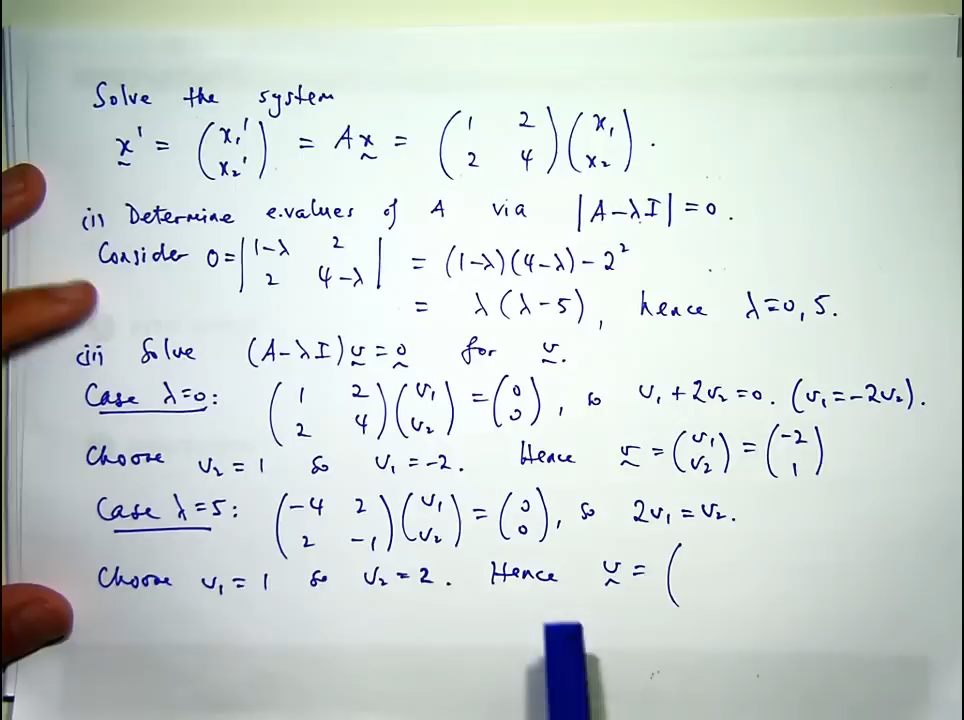 Solve the system
x' = (x₁' x₂') = Ax = (1 2 2 4)(x₁ x₂).
(i) Determine e.values of A via |A-λI|=0.
Consider 0=|1-λ 2 2 4-λ| = (1-λ)(4-λ)-2²
= λ(λ-5), hence λ=0, 5.
(ii) Solve (A-λI)v=0 for v.
Case λ=0: (1 2 2 4)(v₁ v₂)=(0 0), so v₁+2v₂=0. (v₁=-2v₂).
Choose v₂=1 so v₁=-2. Hence v=(v₁ v₂)=(-2 1)
Case λ=5: (-4 2 2 -1)(v₁ v₂)=(0 0), so 2v₁=v₂.
Choose v₁=1 so v₂=2. Hence v=(